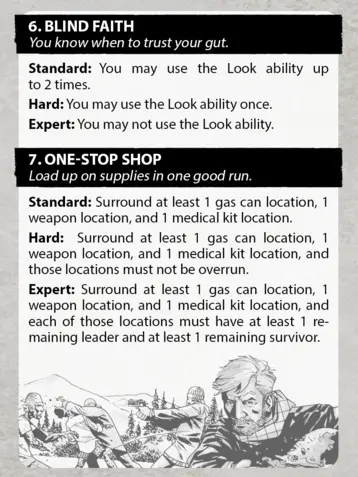 6. BLIND FAITH
You know when to trust your gut.
Standard: You may use the Look ability up
to 2 times.
Hard: You may use the Look ability once.
Expert: You may not use the Look ability.
7. ONE-STOP SHOP
Load up on supplies in one good run.
Standard: Surround at least 1 gas can location, 1
weapon location, and 1 medical kit location.
Hard: Surround at least 1 gas can location, 1
weapon location, and 1 medical kit location, and
those locations must not be overrun.
Expert: Surround at least 1 gas can location, 1
weapon location, and 1 medical kit location, and
each of those locations must have at least 1 re-
maining leader and at least 1 remaining survivor.